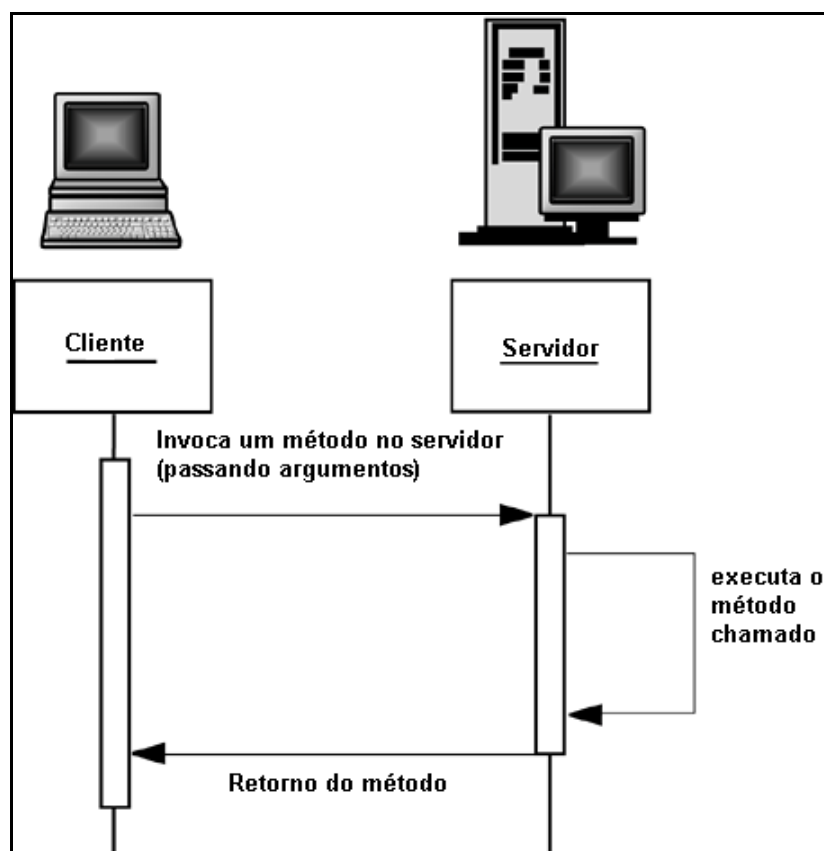 Cliente
Servidor
Invoca um método no servidor
(passando argumentos)
executa o
método
chamado
Retorno do método